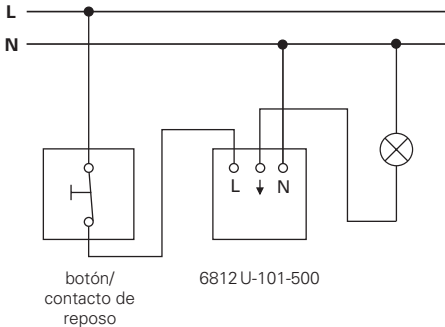 L
N
L ↓ N
botón/
contacto de
reposo
6812 U-101-500